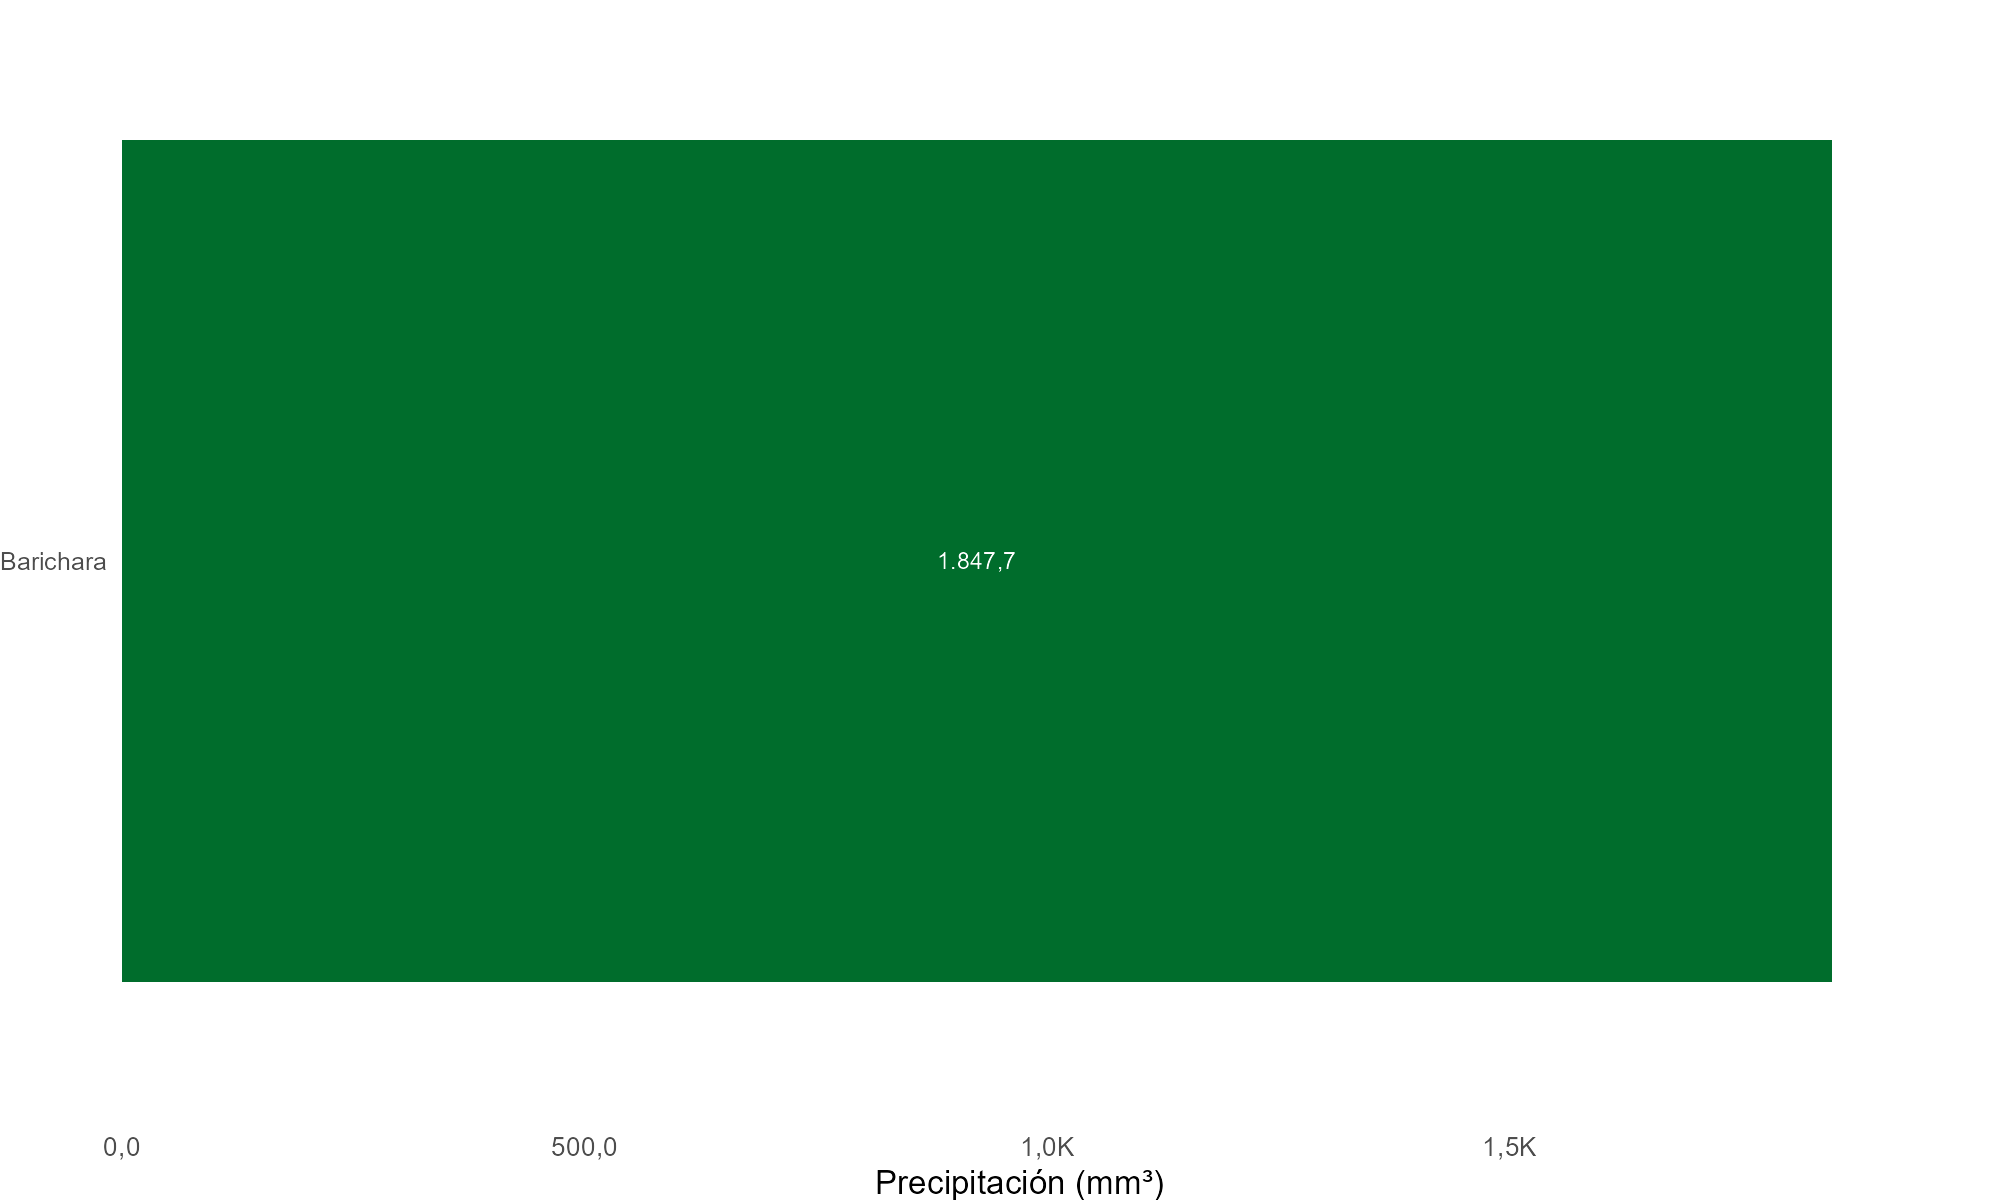 Barichara
1.847,7
0,0
500,0
1,0K
1,5K
Precipitación (mm³)